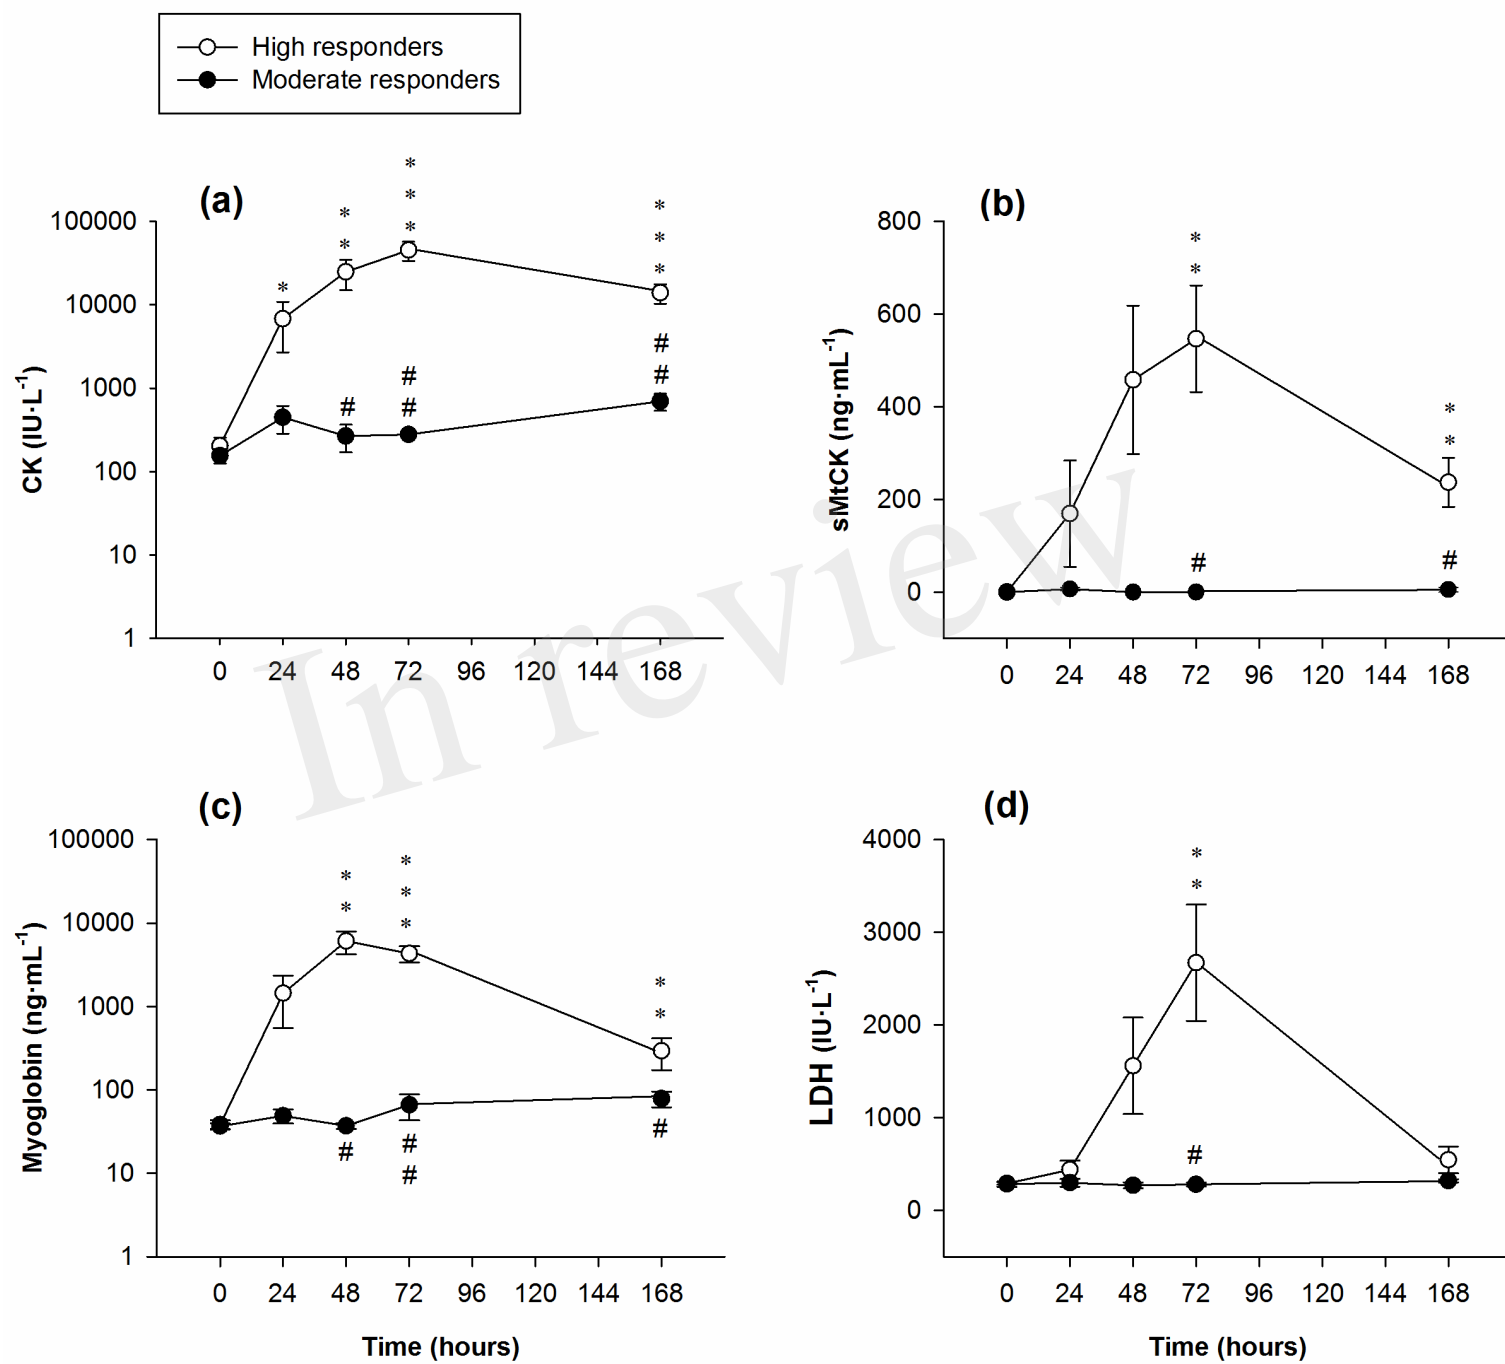 High responders
Moderate responders
(a)
CK (IU·L-1)
100000
10000
1000
100
10
1
* ** *** ***
# ## ##
0 24 48 72 96 120 144 168
(b)
sMtCK (ng·mL-1)
800
600
400
200
0
** **
# #
0 24 48 72 96 120 144 168
In review
(c)
Myoglobin (ng·mL-1)
100000
10000
1000
100
10
1
** *** **
# ## #
0 24 48 72 96 120 144 168
Time (hours)
(d)
LDH (IU·L-1)
4000
3000
2000
1000
0
**
#
0 24 48 72 96 120 144 168
Time (hours)